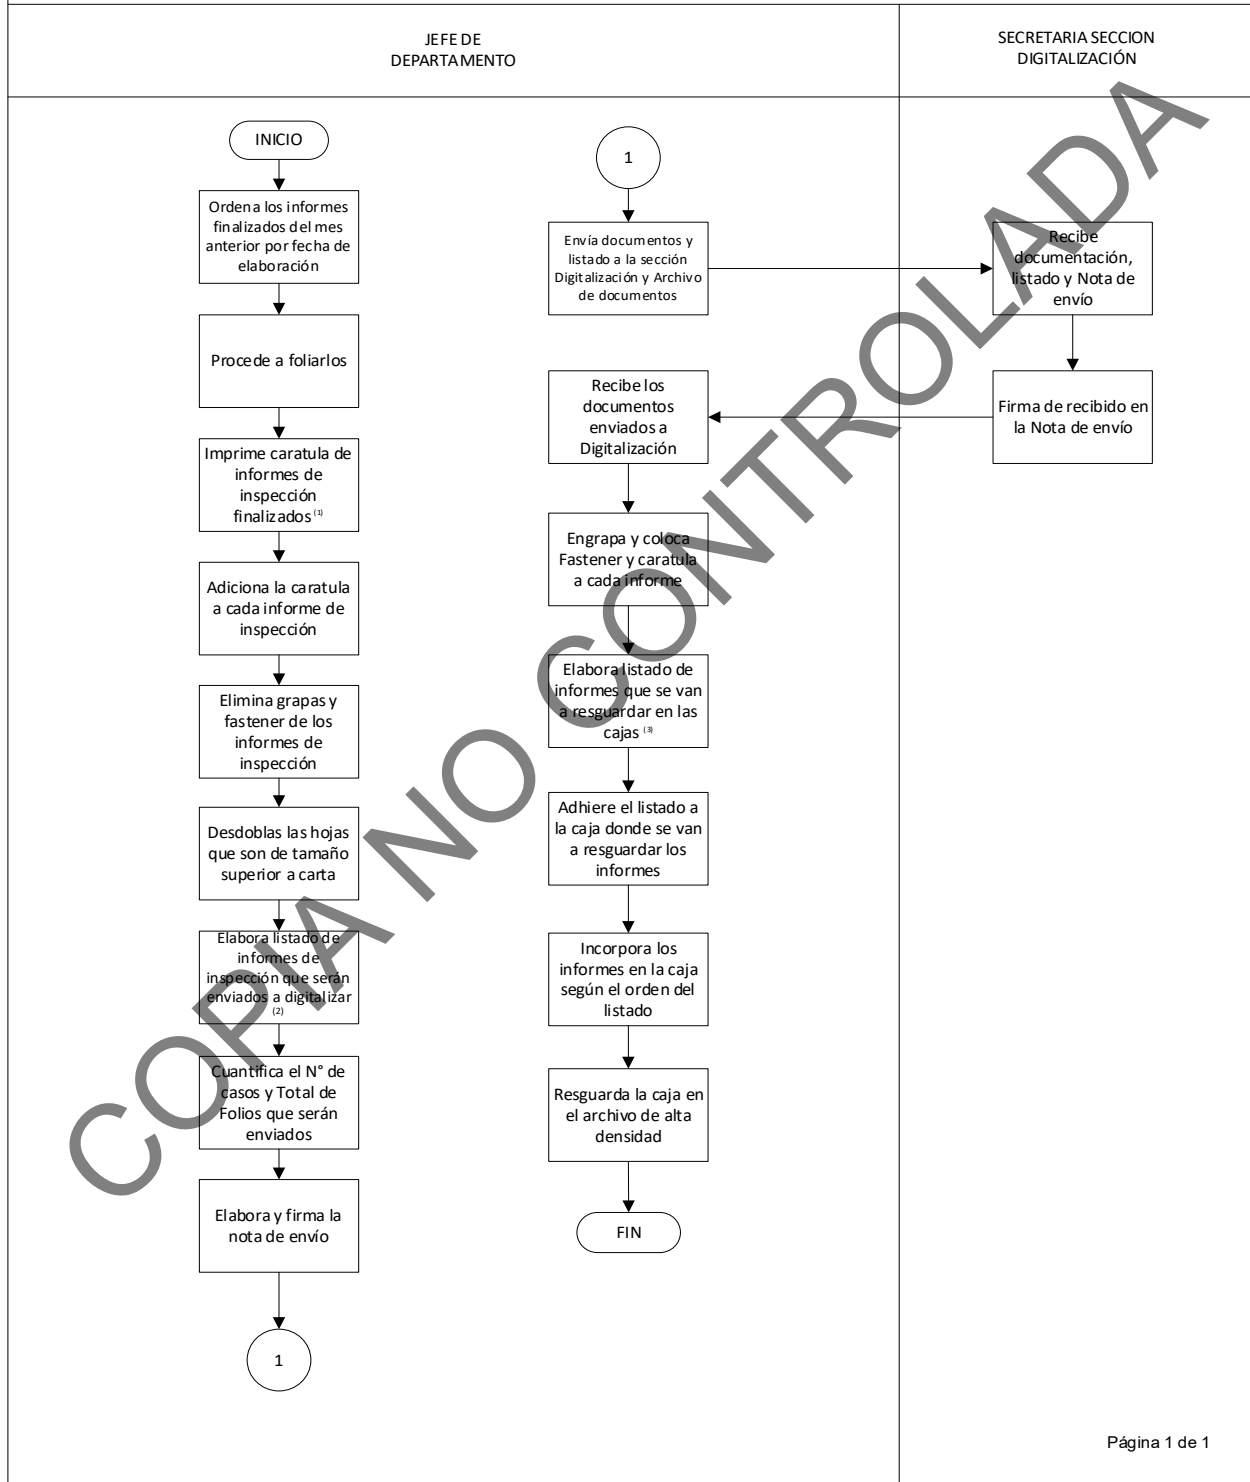 JEFE DE
DEPARTAMENTO
SECRETARIA SECCION
DIGITALIZACIÓN
INICIO
Ordena los informes
finalizados del mes
anterior por fecha de
elaboración
Procede a foliarlos
Imprime caratula de
informes de
inspección
finalizados (1)
Adiciona la caratula
a cada informe de
inspección
Elimina grapas y
fastener de los
informes de
inspección
Desdoblas las hojas
que son de tamaño
superior a carta
Elabora listado de
informes de
inspección que serán
enviados a digitalizar
(2)
Cuantifica el N° de
casos y Total de
Folios que serán
enviados
Elabora y firma la
nota de envío
1
1
Envía documentos y
listado a la sección
Digitalización y Archivo
de documentos
Recibe
documentación,
listado y Nota de
envío
Firma de recibido en
la Nota de envío
Recibe los
documentos
enviados a
Digitalización
Engrapa y coloca
Fastener y caratula
a cada informe
Elabora listado de
informes que se van
a resguardar en las
cajas (3)
Adhiere el listado a
la caja donde se van
a resguardar los
informes
Incorpora los
informes en la caja
según el orden del
listado
Resguarda la caja en
el archivo de alta
densidad
FIN
COPIA NO CONTROLADA
Página 1 de 1